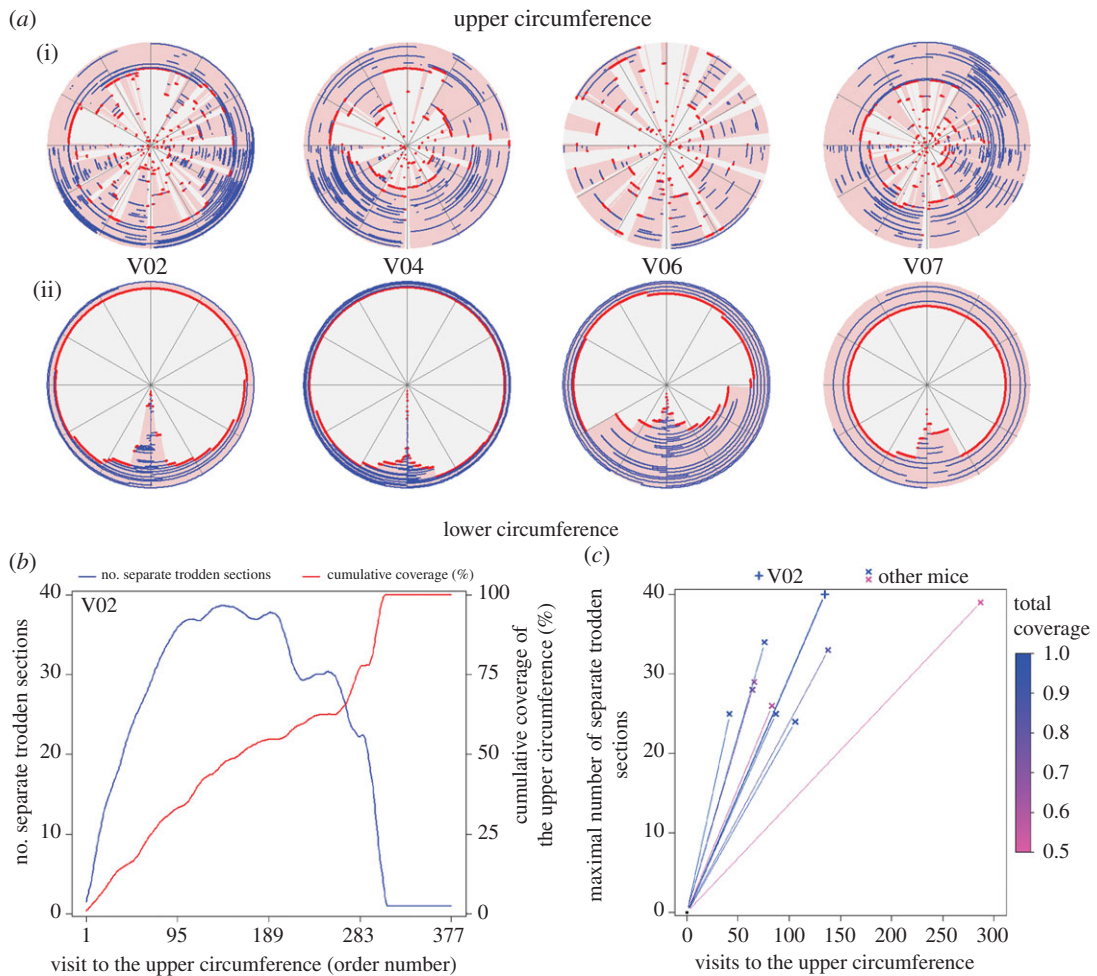 (a)
upper circumference
(i)
V02
V04
V06
V07
(ii)
lower circumference
(b)
no. separate trodden sections
cumulative coverage (%)
V02
40
30
20
10
0
no. separate trodden sections
100
75
50
25
0
cumulative coverage of
the upper circumference (%)
1
95
189
283
377
visit to the upper circumference (order number)
(c)
V02
other mice
total
coverage
1.0
0.9
0.8
0.7
0.6
0.5
40
30
20
10
0
maximal number of separate trodden
sections
0
50
100
150
200
250
300
visits to the upper circumference